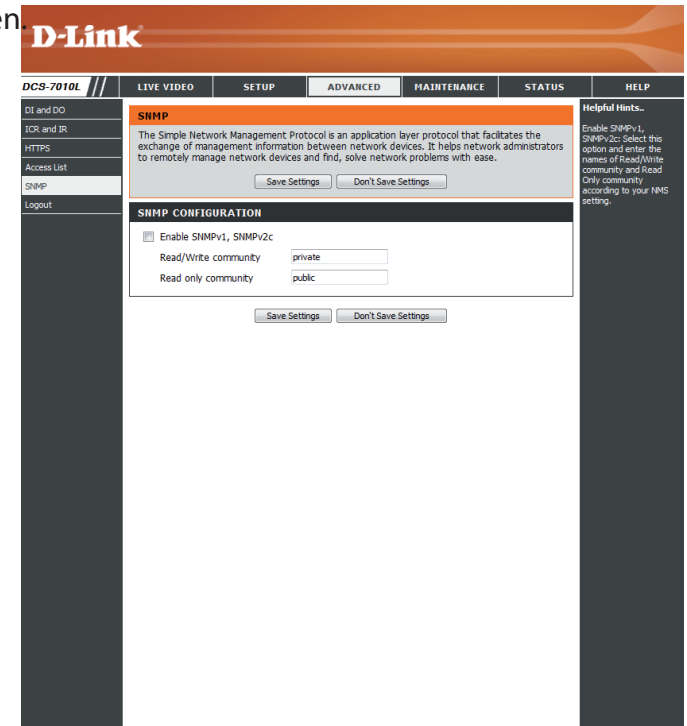 en.
D-Link
DCS-7010L
LIVE VIDEO SETUP ADVANCED MAINTENANCE STATUS HELP
DI and DO
ICR and IR
HTTPS
Access List
SNMP
Logout
SNMP
The Simple Network Management Protocol is an application layer protocol that facilitates the
exchange of management information between network devices. It helps network administrators
to remotely manage network devices and find, solve network problems with ease.
Save Settings Don't Save Settings
SNMP CONFIGURATION
Enable SNMPv1, SNMPv2c
Read/Write community private
Read only community public
Save Settings Don't Save Settings
Helpful Hints..
Enable SNMPv1,
SNMPv2c: Select this
option and enter the
names of Read/Write
community and Read
Only community
according to your NMS
setting.